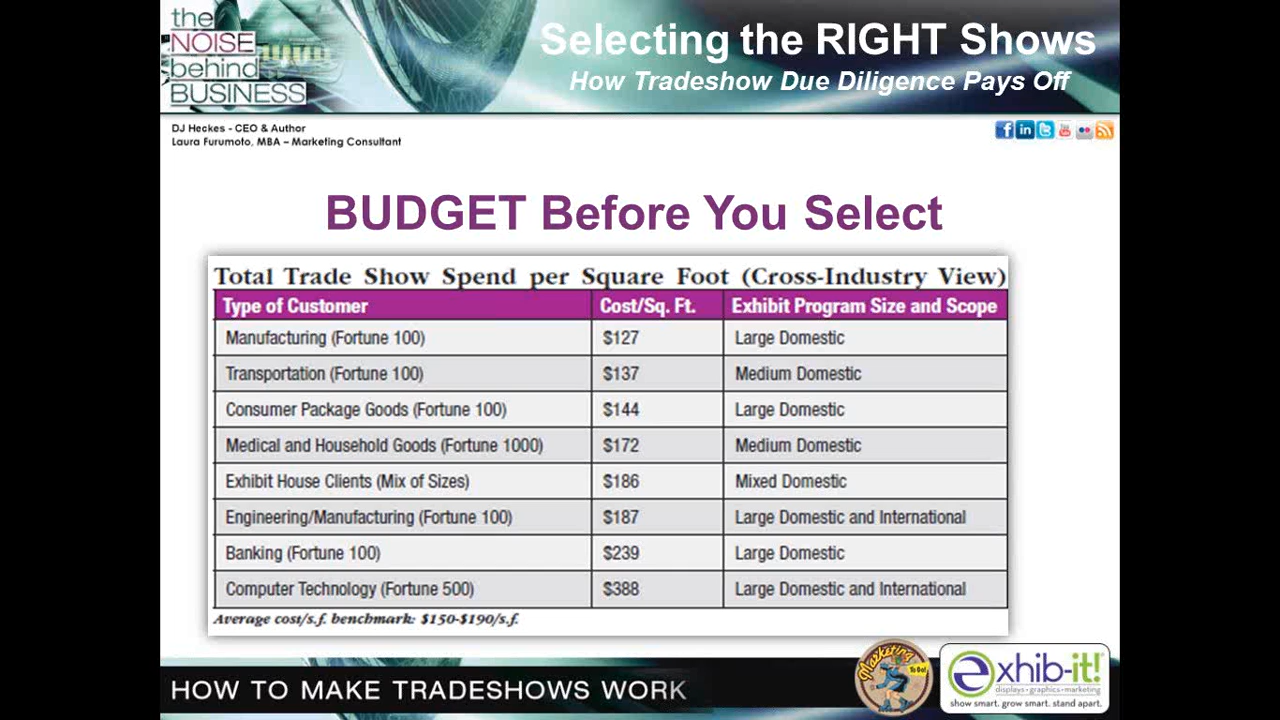 the
NOISE
behind
BUSINESS
Selecting the RIGHT Shows
How Tradeshow Due Diligence Pays Off
DJ Heckes - CEO & Author
Laura Furumoto, MBA – Marketing Consultant
BUDGET Before You Select
Total Trade Show Spend per Square Foot (Cross-Industry View)
Type of Customer Cost/Sq. Ft. Exhibit Program Size and Scope
Manufacturing (Fortune 100) $127 Large Domestic
Transportation (Fortune 100) $137 Medium Domestic
Consumer Package Goods (Fortune 100) $144 Large Domestic
Medical and Household Goods (Fortune 1000) $172 Medium Domestic
Exhibit House Clients (Mix of Sizes) $186 Mixed Domestic
Engineering/Manufacturing (Fortune 100) $187 Large Domestic and International
Banking (Fortune 100) $239 Large Domestic
Computer Technology (Fortune 500) $388 Large Domestic and International
Average cost/s.f. benchmark: $150-$190/s.f.
HOW TO MAKE TRADESHOWS WORK
Marketing
To Go!
exhib-it!
displays • graphics • marketing
show smart. grow smart. stand apart.